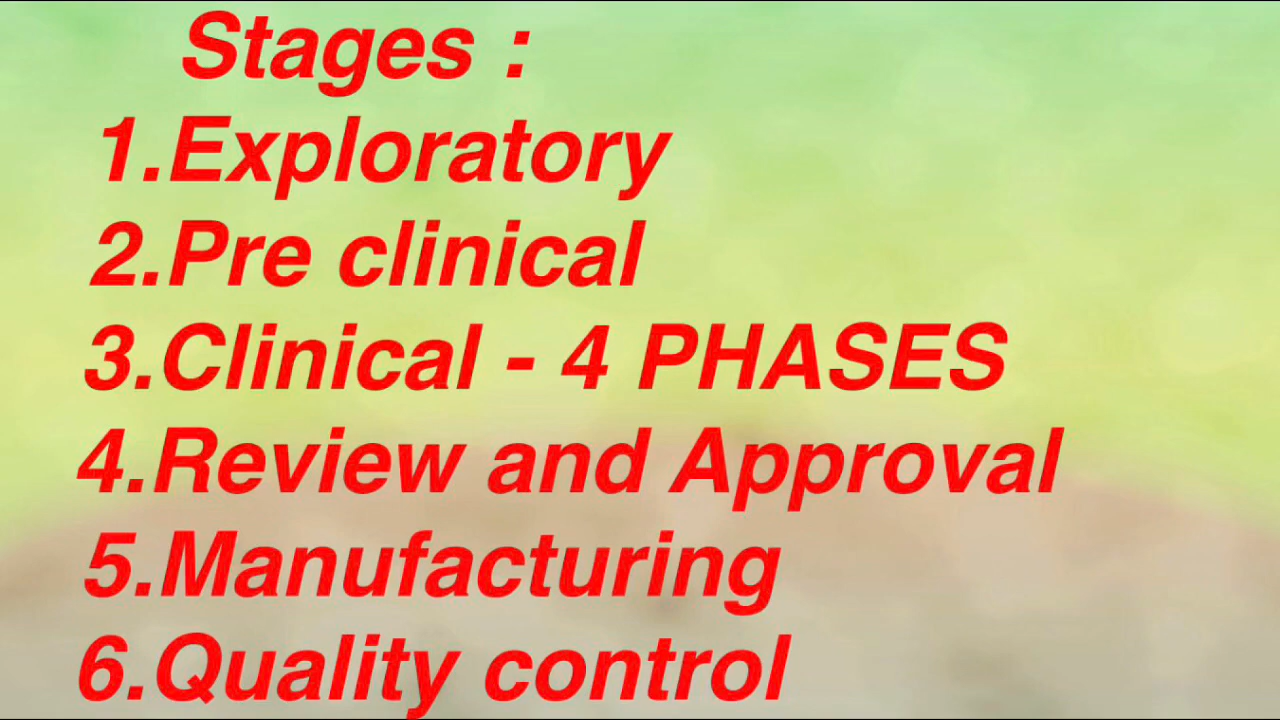 Stages :
1.Exploratory
2.Pre clinical
3.Clinical - 4 PHASES
4.Review and Approval
5.Manufacturing
6.Quality control